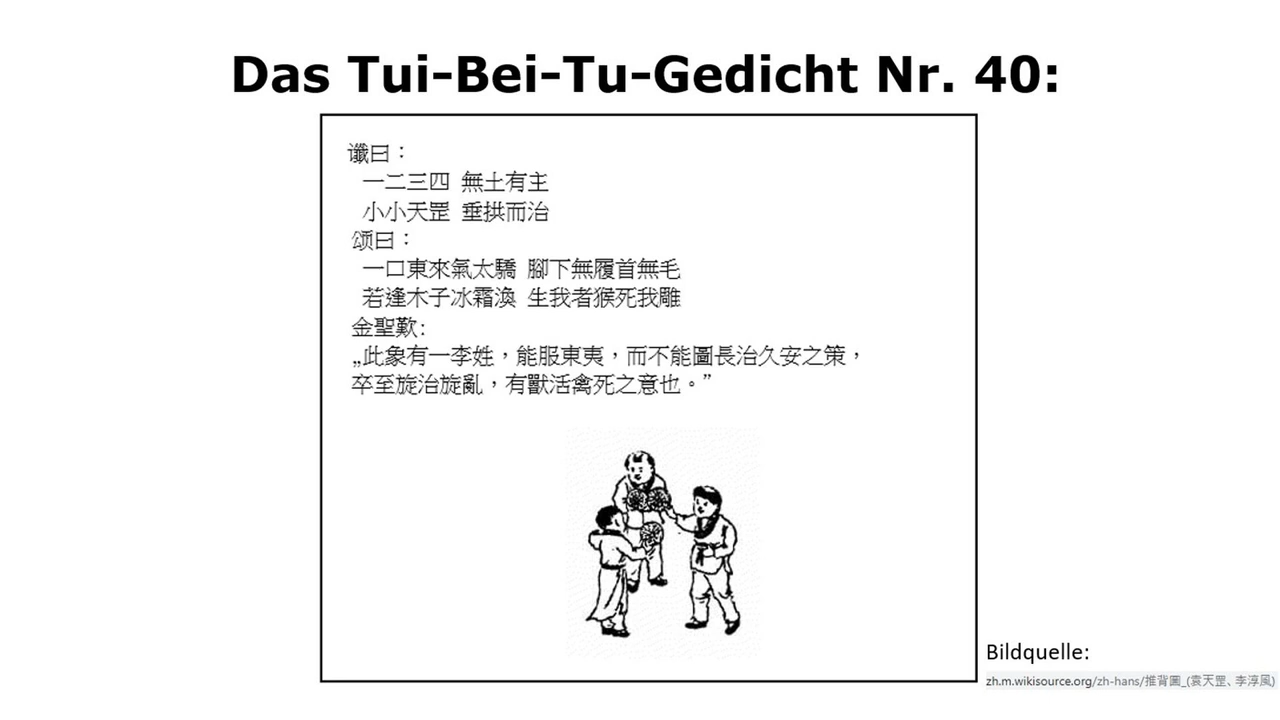 Das Tui-Bei-Tu-Gedicht Nr. 40:
讖曰：
一二三四 無土有主
小小天罡 垂拱而治
頌曰：
一口東來氣太驕 腳下無履首無毛
若逢木子冰霜渙 生我者猴死我雕
金聖歎:
„此象有一李姓，能服東夷，而不能圖長治久安之策，
卒至旋治旋亂，有獸活禽死之意也。”
Bildquelle:
zh.m.wikisource.org/zh-hans/推背圖_(袁天罡、李淳風)